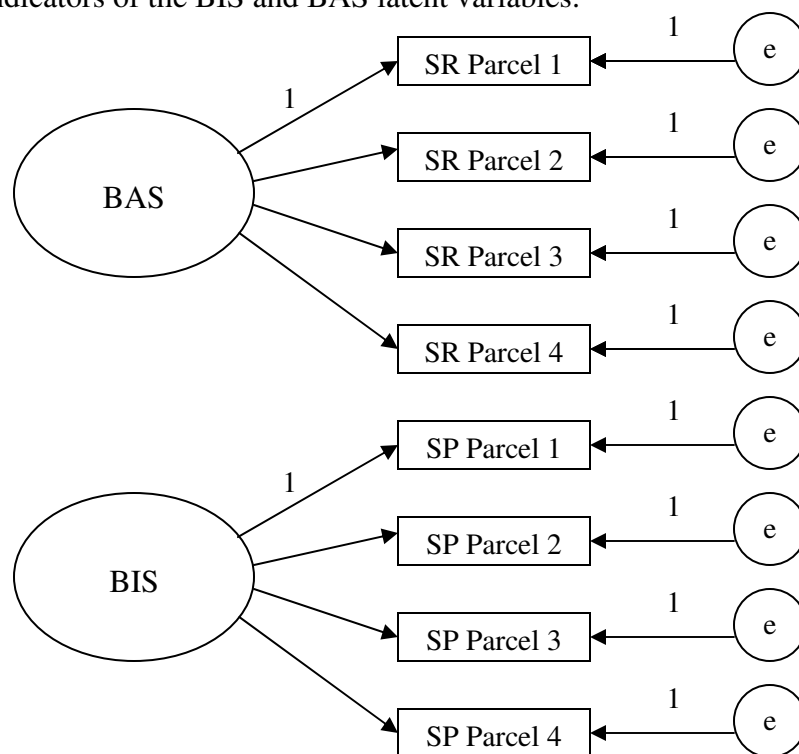 indicators of the BIS and BAS latent variables.
1
SR Parcel 1
e
1
1
SR Parcel 2
e
BAS
1
SR Parcel 3
e
1
SR Parcel 4
e
1
SP Parcel 1
e
1
1
SP Parcel 2
e
BIS
1
SP Parcel 3
e
1
SP Parcel 4
e